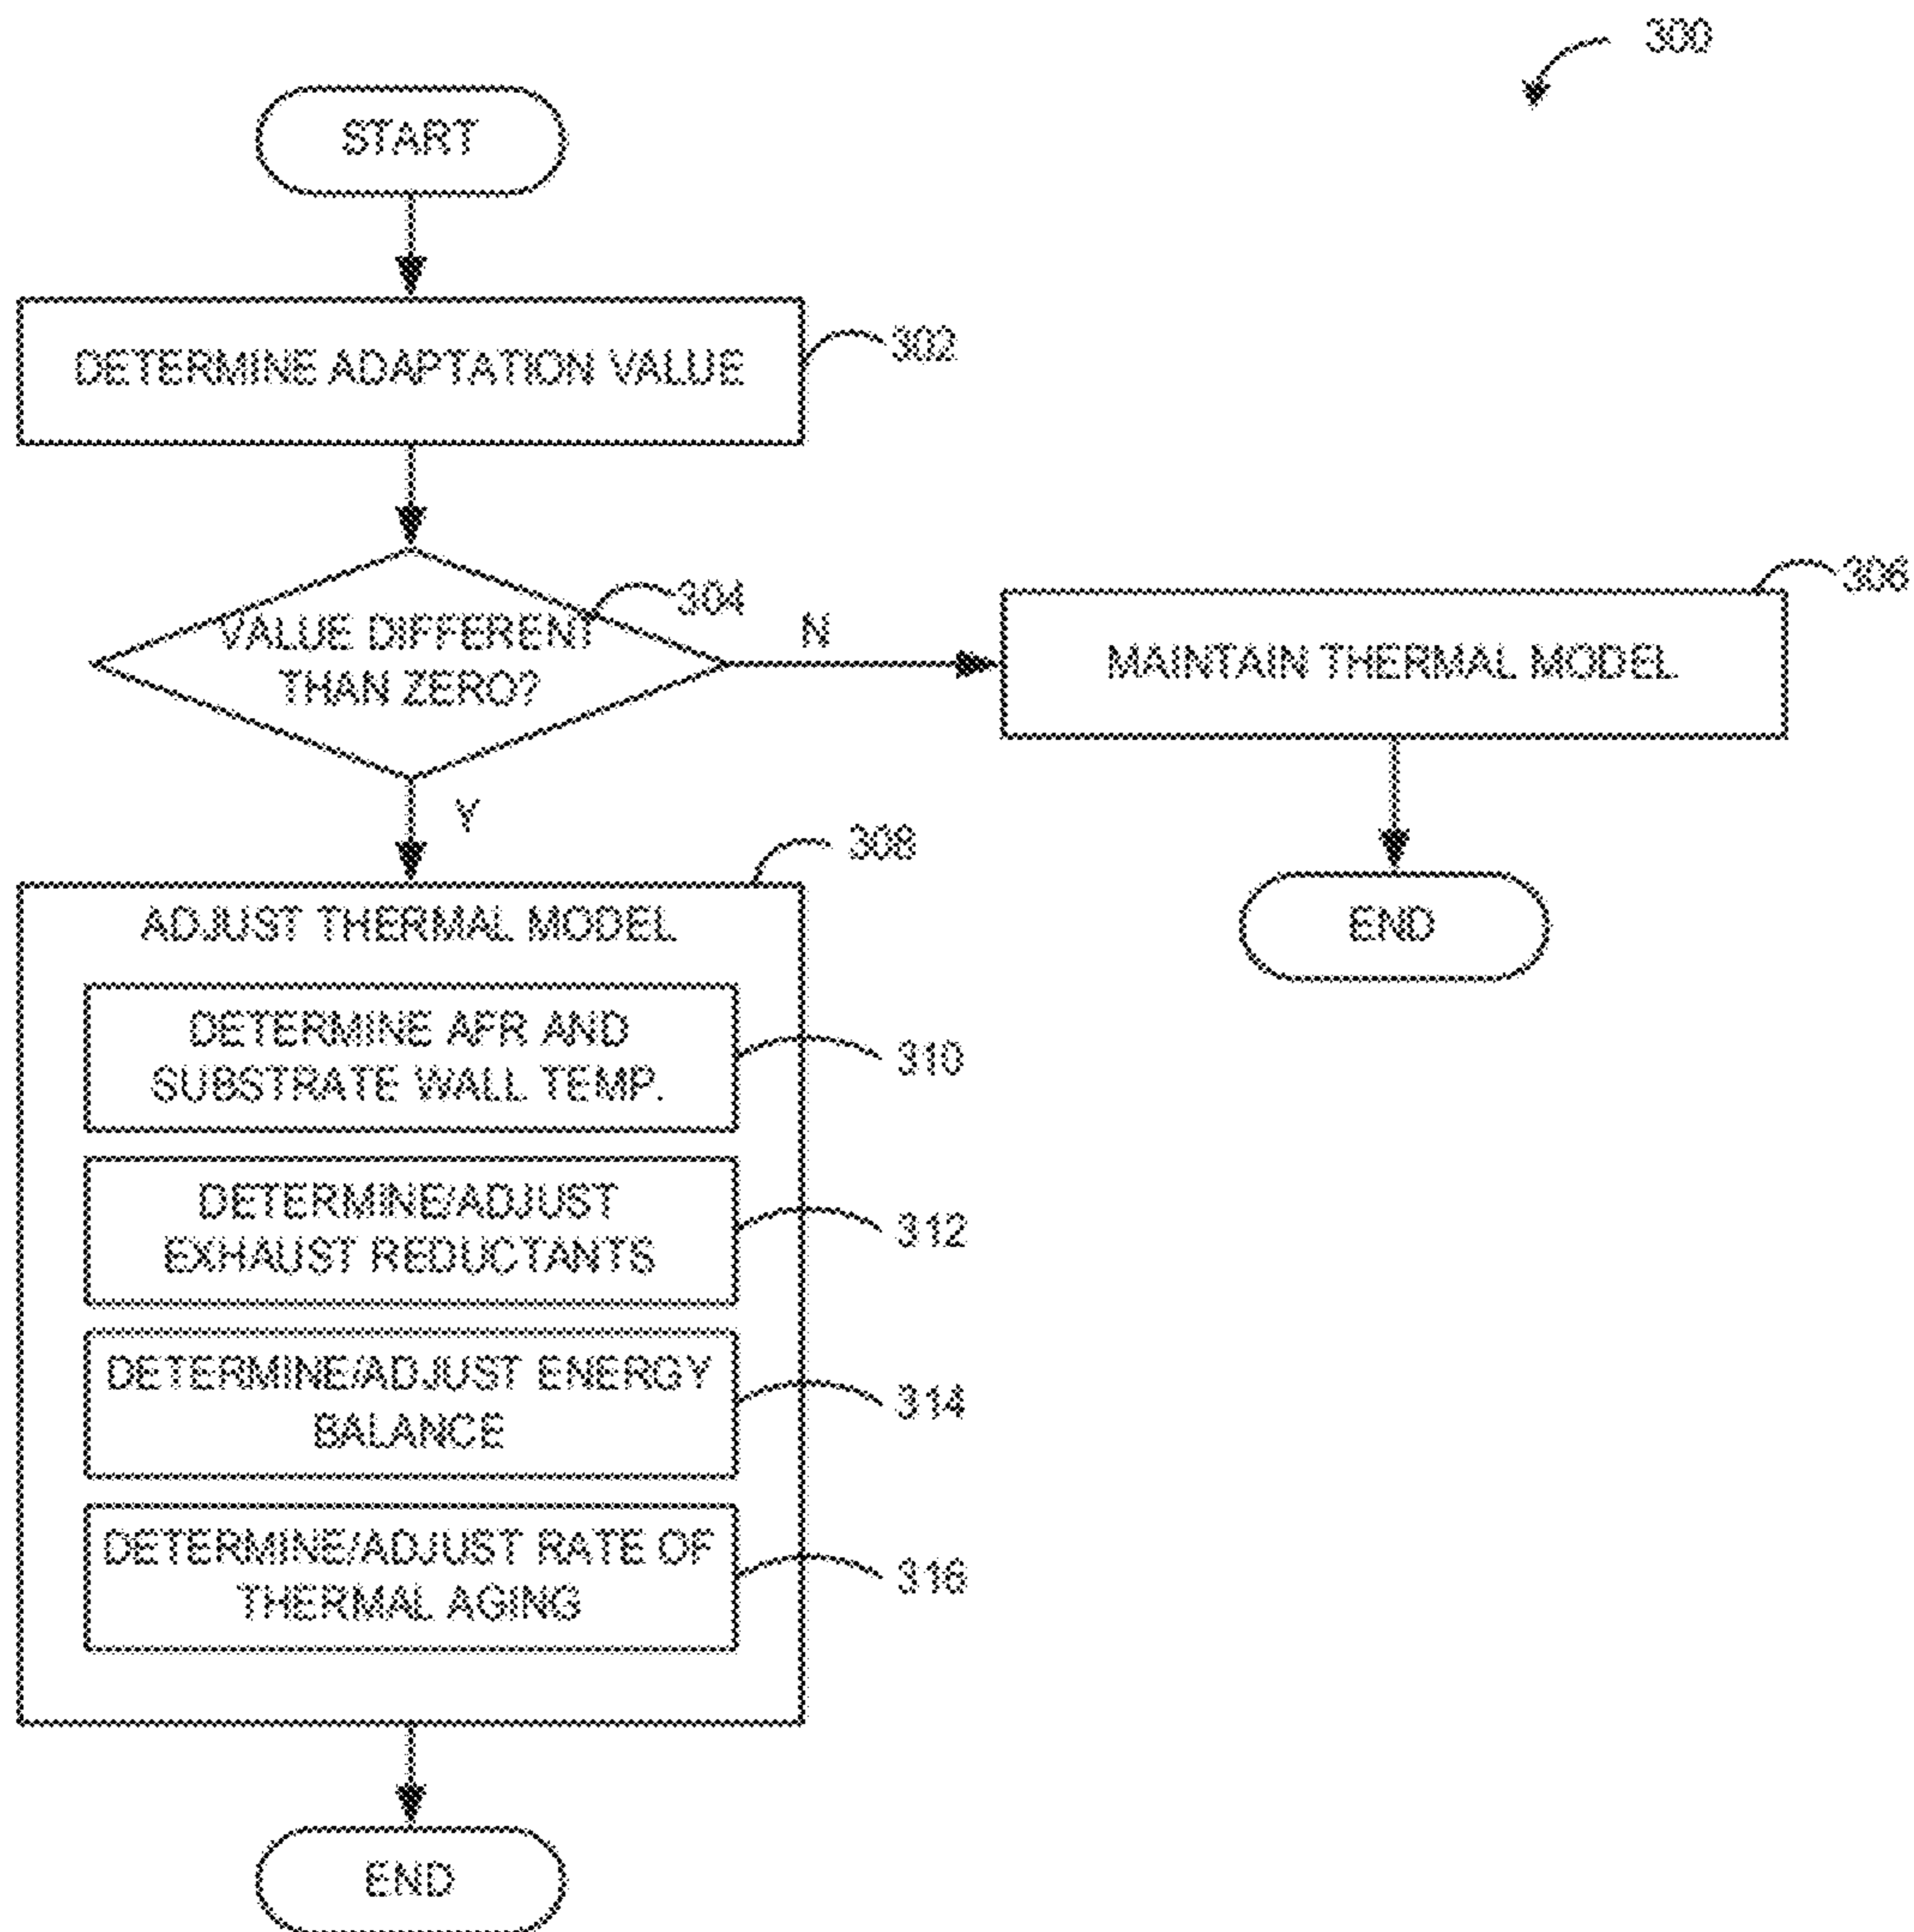 300
START
DETERMINE ADAPTATION VALUE
302
304
VALUE DIFFERENT
THAN ZERO?
N
306
MAINTAIN THERMAL MODEL
Y
308
END
ADJUST THERMAL MODEL
DETERMINE AFR AND
SUBSTRATE WALL TEMP.
310
DETERMINE/ADJUST
EXHAUST REDUCTANTS
312
DETERMINE/ADJUST ENERGY
BALANCE
314
DETERMINE/ADJUST RATE OF
THERMAL AGING
316
END